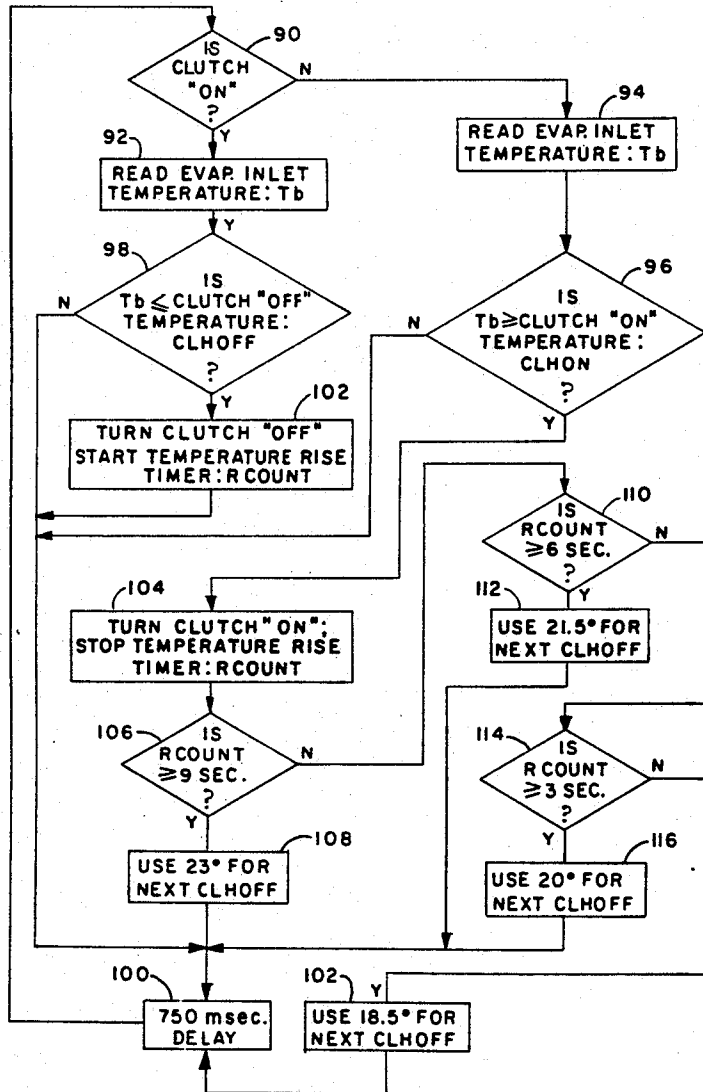 90
IS
CLUTCH
"ON"
?
N
Y
92
READ EVAP. INLET
TEMPERATURE: Tb
94
READ EVAP. INLET
TEMPERATURE: Tb
Y
98
IS
Tb ≤ CLUTCH "OFF"
TEMPERATURE:
CLHOFF
?
N
Y
96
IS
Tb ≥ CLUTCH "ON"
TEMPERATURE:
CLHON
?
N
Y
102
TURN CLUTCH "OFF"
START TEMPERATURE RISE
TIMER: RCOUNT
110
IS
RCOUNT
≥6 SEC.
?
N
Y
104
TURN CLUTCH "ON";
STOP TEMPERATURE RISE
TIMER: RCOUNT
112
USE 21.5° FOR
NEXT CLHOFF
106
IS
RCOUNT
≥9 SEC.
?
N
Y
114
IS
RCOUNT
≥3 SEC.
?
N
Y
108
USE 23° FOR
NEXT CLHOFF
116
USE 20° FOR
NEXT CLHOFF
100
750 msec.
DELAY
102
Y
USE 18.5° FOR
NEXT CLHOFF